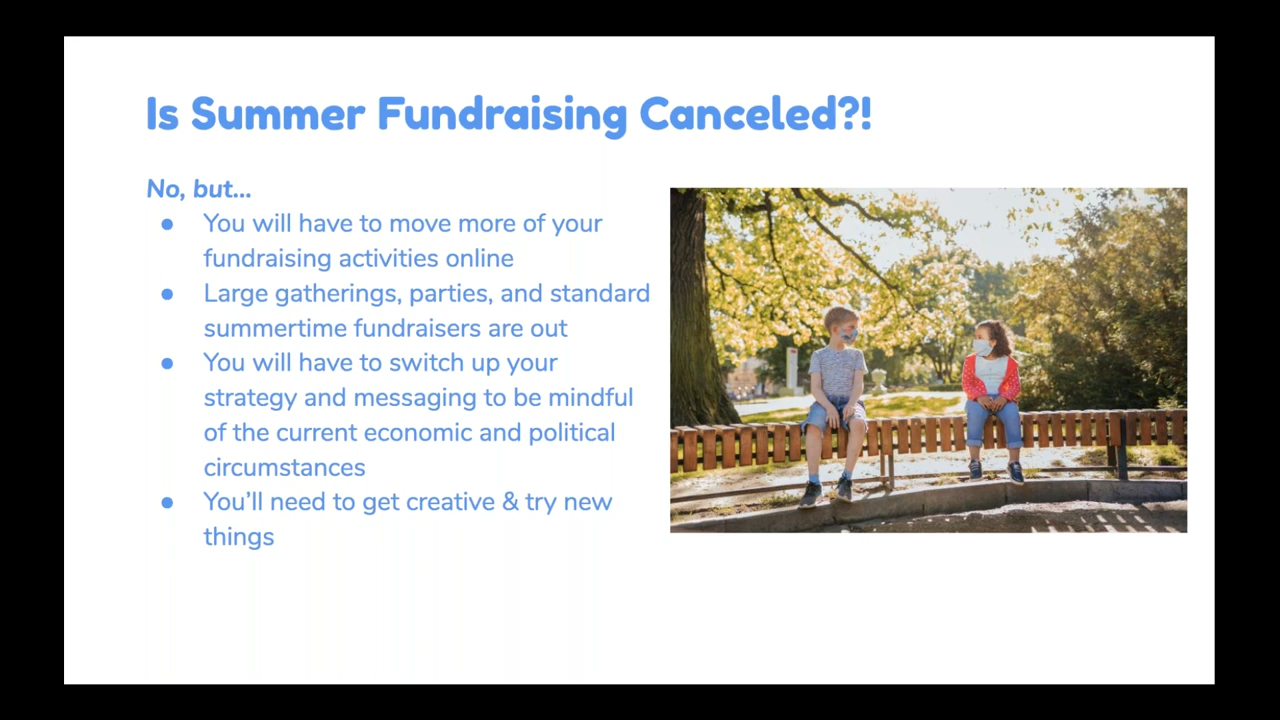 Is Summer Fundraising Canceled?!
No, but...
● You will have to move more of your
fundraising activities online
● Large gatherings, parties, and standard
summertime fundraisers are out
● You will have to switch up your
strategy and messaging to be mindful
of the current economic and political
circumstances
● You’ll need to get creative & try new
things